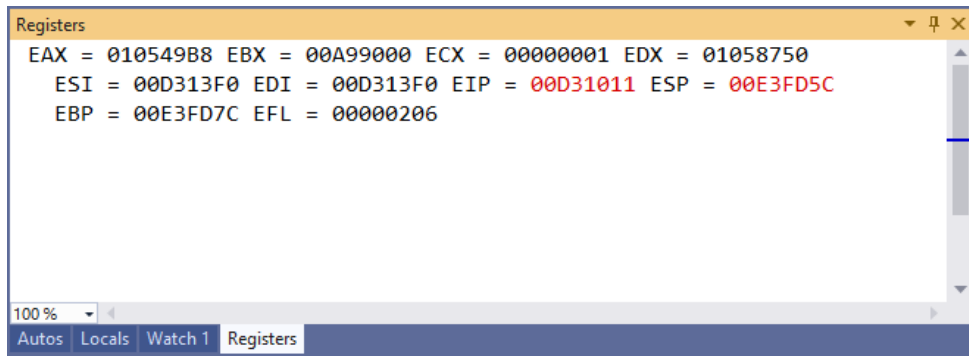 Registers
EAX = 010549B8 EBX = 00A99000 ECX = 00000001 EDX = 01058750
ESI = 00D313F0 EDI = 00D313F0 EIP = 00D31011 ESP = 00E3FD5C
EBP = 00E3FD7C EFL = 00000206
100 %
Autos Locals Watch 1 Registers